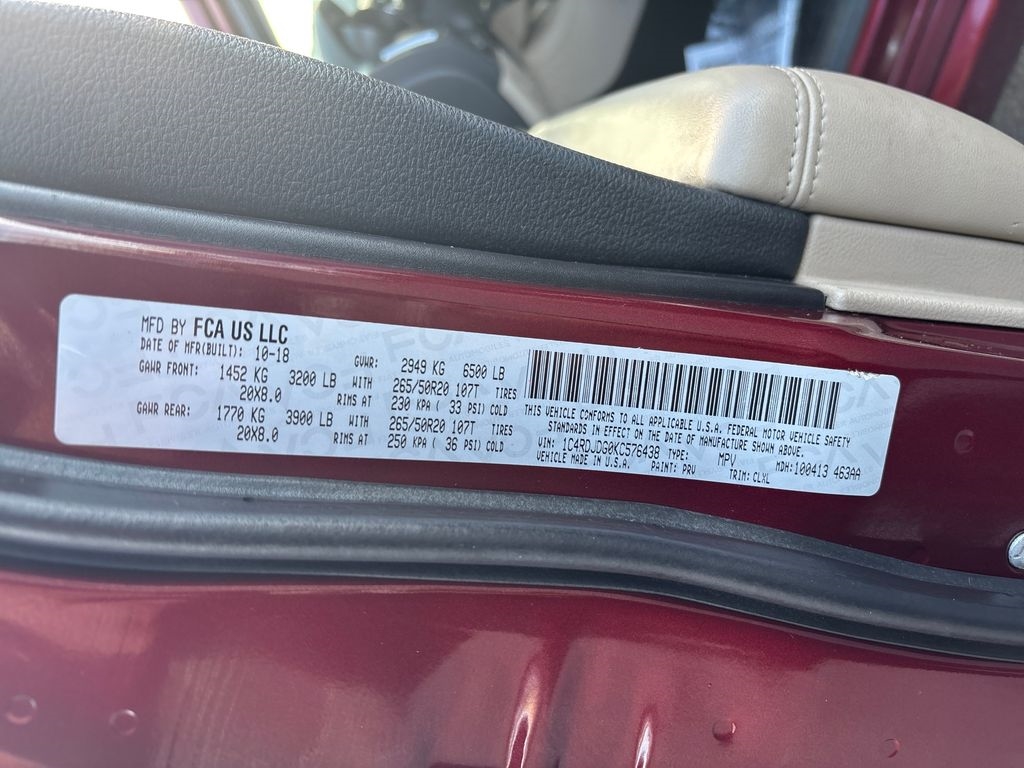 MFD BY FCA US LLC
DATE OF MFR(BUILT): 10-18 GVWR: 2949 KG 6500 LB
GAWR FRONT: 1452 KG 3200 LB WITH 265/50R20 107T TIRES
20X8.0 RIMS AT 230 KPA ( 33 PSI) COLD
GAWR REAR: 1770 KG 3900 LB WITH 265/50R20 107T TIRES
20X8.0 RIMS AT 250 KPA ( 36 PSI) COLD
THIS VEHICLE CONFORMS TO ALL APPLICABLE U.S.A. FEDERAL MOTOR VEHICLE SAFETY
STANDARDS IN EFFECT ON THE DATE OF MANUFACTURE SHOWN ABOVE.
VIN: 1C4RDJDG0KC576438 TYPE: MPV MDH:100413 463AA
VEHICLE MADE IN U.S.A. PAINT: PRV TRIM: CLXL